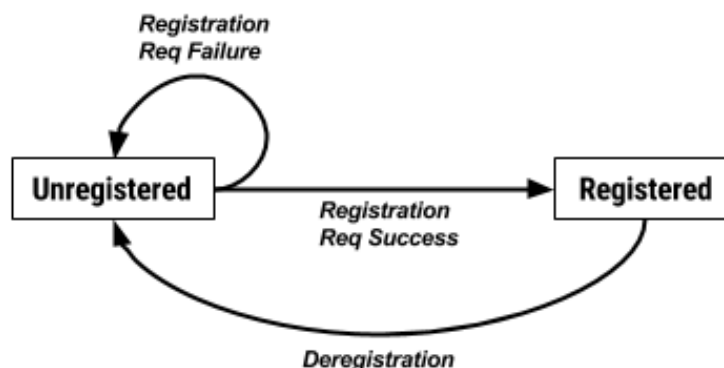 Registration
Req Failure
Unregistered
Registered
Registration
Req Success
Deregistration